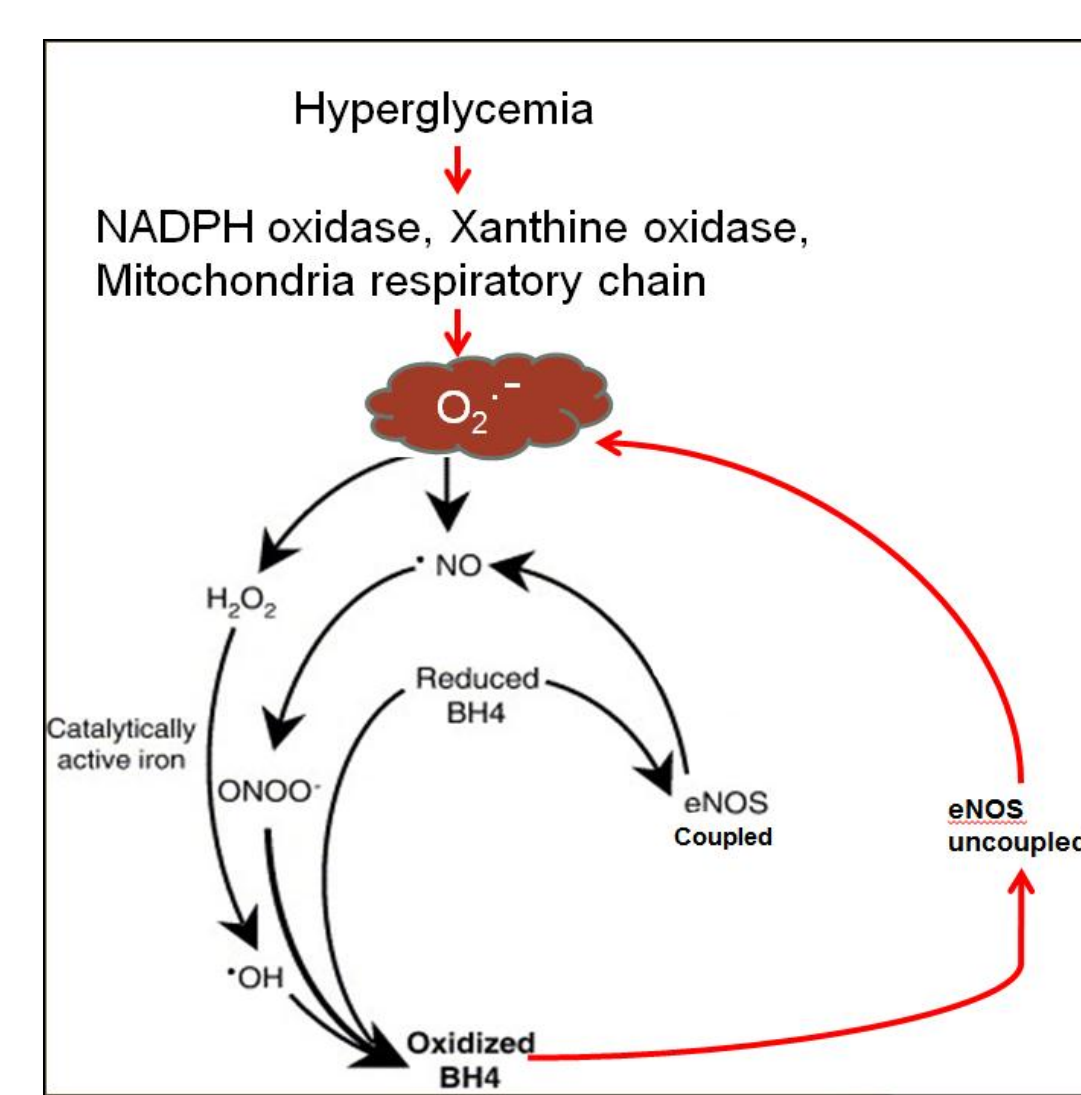 Hyperglycemia
NADPH oxidase, Xanthine oxidase,
Mitochondria respiratory chain
O₂·⁻
· NO
H₂O₂
Reduced
BH4
Catalytically
active iron
ONOO⁻
eNOS
Coupled
eNOS
uncoupled
·OH
Oxidized
BH4